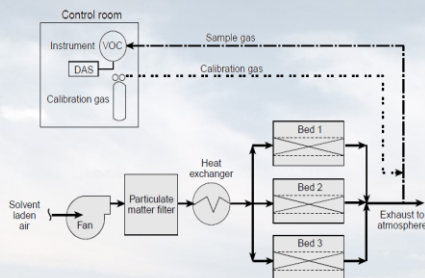 Control room
Instrument
VOC
DAS
Calibration gas
Sample gas
Calibration gas
Solvent
laden
air
Fan
Particulate
matter filter
Heat
exchanger
Bed 1
Bed 2
Bed 3
Exhaust to
atmosphere